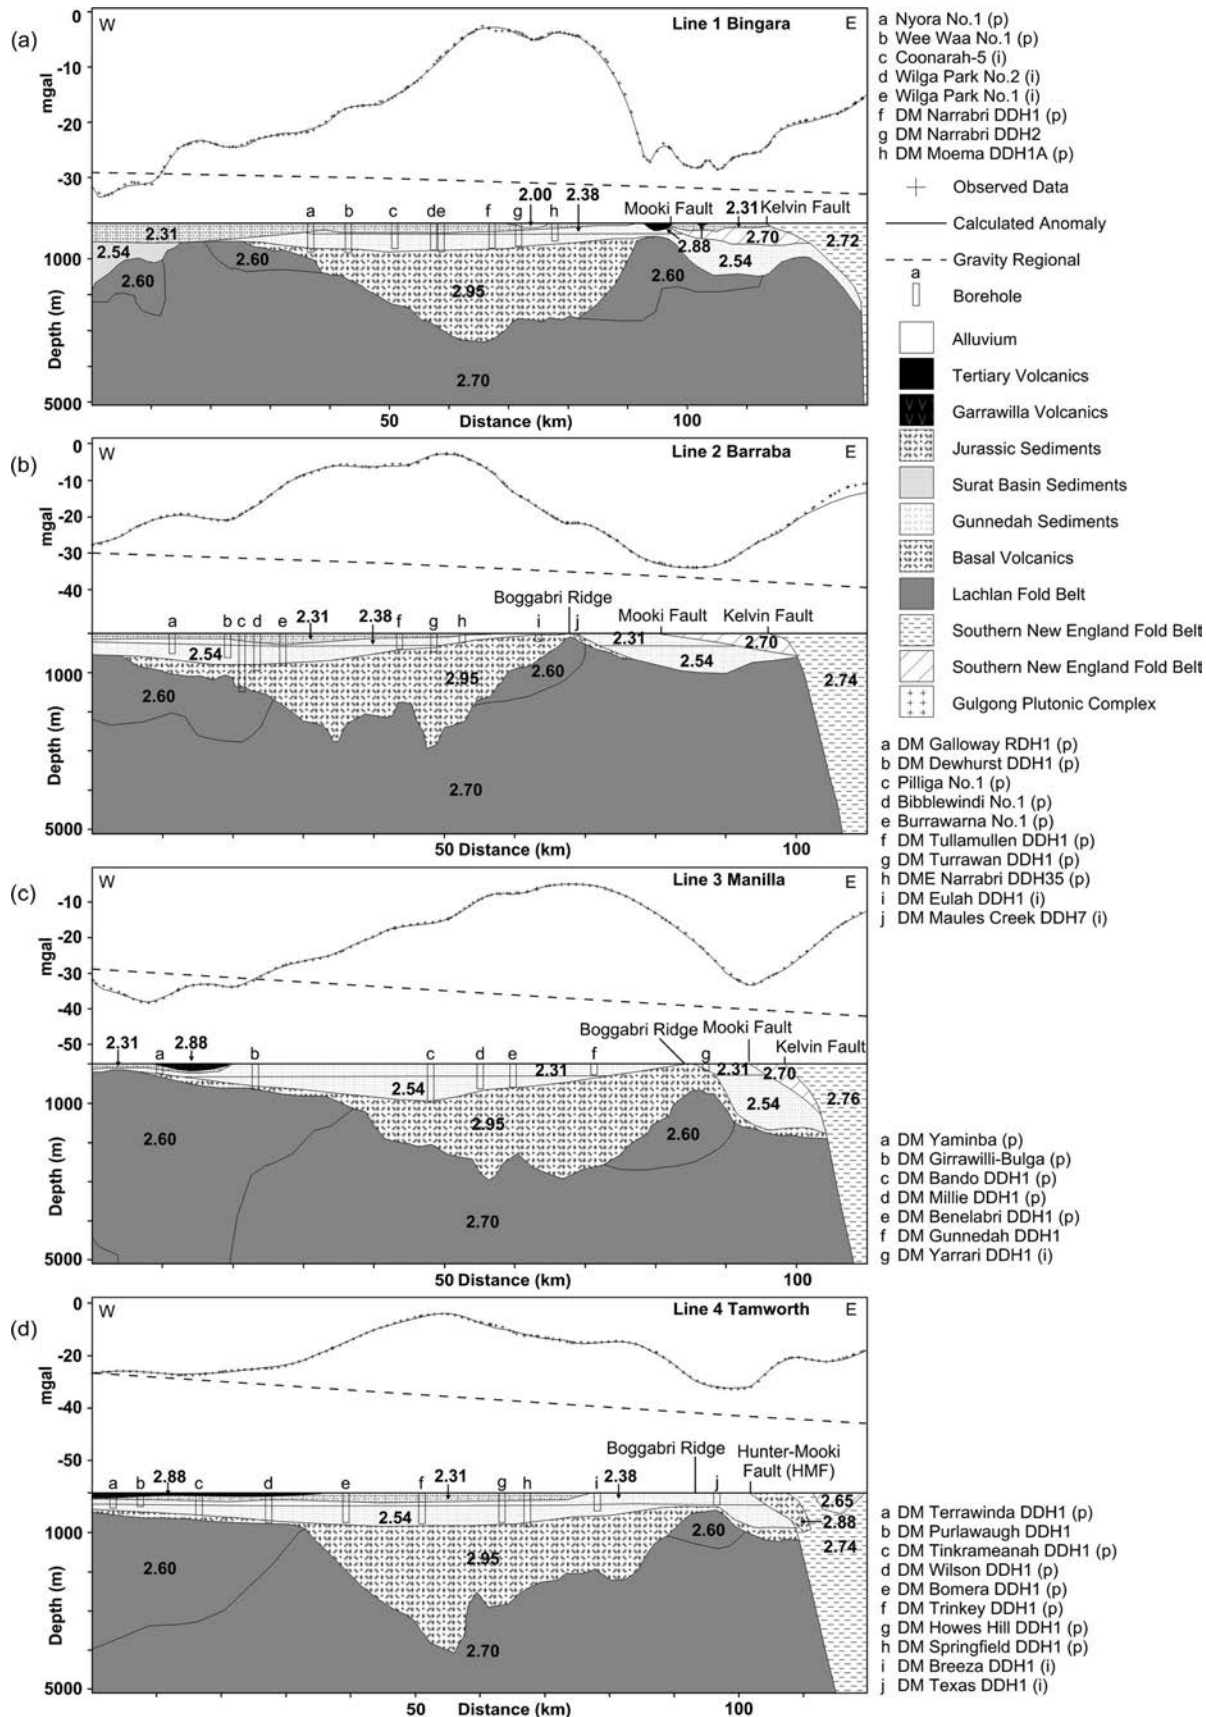 (a)
W
Line 1 Bingara
E
0
-10
-20
-30
mgal
2.00
2.38
Mooki Fault
2.31
Kelvin Fault
a
b
c
de
f
g
h
2.31
2.88
2.70
2.72
2.54
2.60
2.60
2.95
2.60
2.54
1000
Depth (m)
2.70
5000
50
Distance (km)
100
a Nyora No.1 (p)
b Wee Waa No.1 (p)
c Coonarah-5 (i)
d Wilga Park No.2 (i)
e Wilga Park No.1 (i)
f DM Narrabri DDH1 (p)
g DM Narrabri DDH2
h DM Moema DDH1A (p)
Observed Data
Calculated Anomaly
Gravity Regional
a
Borehole
Alluvium
Tertiary Volcanics
Garrawilla Volcanics
Jurassic Sediments
Surat Basin Sediments
Gunnedah Sediments
Basal Volcanics
Lachlan Fold Belt
Southern New England Fold Belt
Southern New England Fold Belt
Gulgong Plutonic Complex
(b)
W
Line 2 Barraba
E
0
-10
-20
-30
-40
mgal
Boggabri Ridge
Mooki Fault
Kelvin Fault
a
b
c
d
e
2.31
2.38
f
g
h
i
j
2.31
2.70
2.54
2.54
2.95
2.60
2.60
2.74
1000
Depth (m)
2.70
5000
50 Distance (km)
100
a DM Galloway RDH1 (p)
b DM Dewhurst DDH1 (p)
c Pilliga No.1 (p)
d Bibblewindi No.1 (p)
e Burrawarna No.1 (p)
f DM Tullamullen DDH1 (p)
g DM Turrawan DDH1 (p)
h DME Narrabri DDH35 (p)
i DM Eulah DDH1 (i)
j DM Maules Creek DDH7 (i)
(c)
W
Line 3 Manilla
E
-10
-20
-30
-40
-50
mgal
Boggabri Ridge
Mooki Fault
Kelvin Fault
2.31
a
2.88
b
c
d
e
f
g
2.31
2.31
2.70
2.54
2.54
2.76
1000
2.60
2.95
2.60
Depth (m)
2.70
5000
50 Distance (km)
100
a DM Yaminba (p)
b DM Girrawilli-Bulga (p)
c DM Bando DDH1 (p)
d DM Millie DDH1 (p)
e DM Benelabri DDH1 (p)
f DM Gunnedah DDH1
g DM Yarrari DDH1 (i)
(d)
W
Line 4 Tamworth
E
0
-20
-40
-60
mgal
Boggabri Ridge
Hunter-Mooki
Fault (HMF)
a
b
2.88
c
d
e
f
2.31
g
h
i
2.38
j
2.65
2.54
2.88
1000
2.60
2.95
2.60
2.74
Depth (m)
2.70
5000
50
Distance (km)
100
a DM Terrawinda DDH1 (p)
b DM Purlawaugh DDH1
c DM Tinkrameanah DDH1 (p)
d DM Wilson DDH1 (p)
e DM Bomera DDH1 (p)
f DM Trinkey DDH1 (p)
g DM Howes Hill DDH1 (p)
h DM Springfield DDH1 (p)
i DM Breeza DDH1 (i)
j DM Texas DDH1 (i)